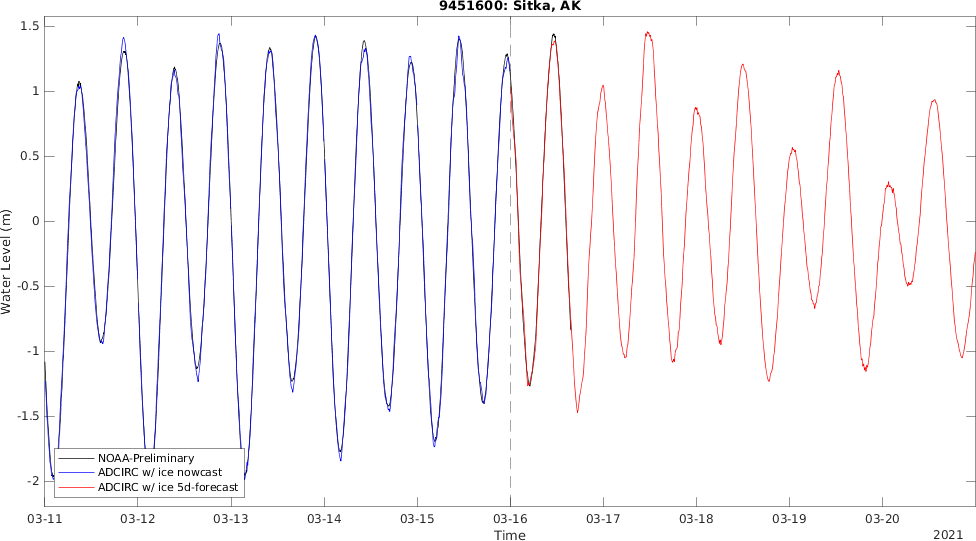 9451600: Sitka, AK
1.5
1
0.5
0
-0.5
-1
-1.5
-2
Water Level (m)
NOAA-Preliminary
ADCIRC w/ ice nowcast
ADCIRC w/ ice 5d-forecast
03-11 03-12 03-13 03-14 03-15 03-16 03-17 03-18 03-19 03-20
Time
2021